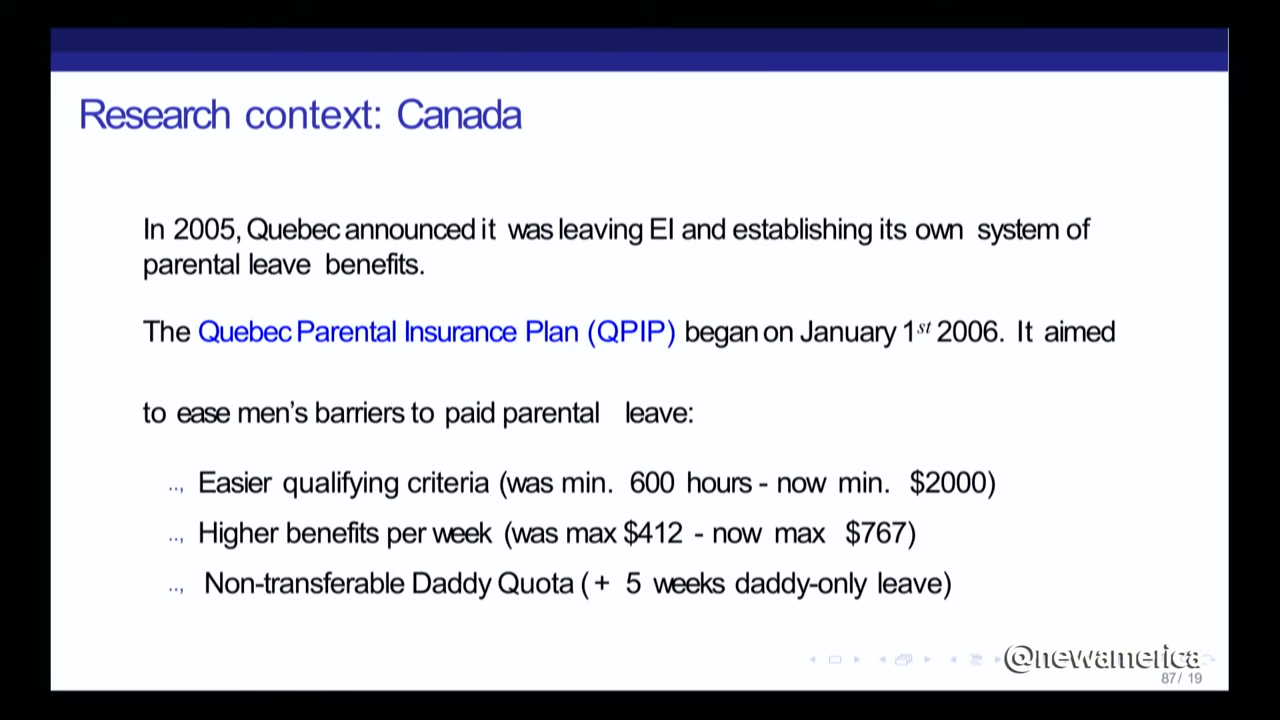 Research context: Canada
In 2005, Quebec announced it was leaving EI and establishing its own system of
parental leave benefits.
The Quebec Parental Insurance Plan (QPIP) began on January 1st 2006. It aimed
to ease men's barriers to paid parental leave:
.., Easier qualifying criteria (was min. 600 hours - now min. $2000)
.., Higher benefits per week (was max $412 - now max $767)
.., Non-transferable Daddy Quota (+ 5 weeks daddy-only leave)
@newamerica
87/ 19